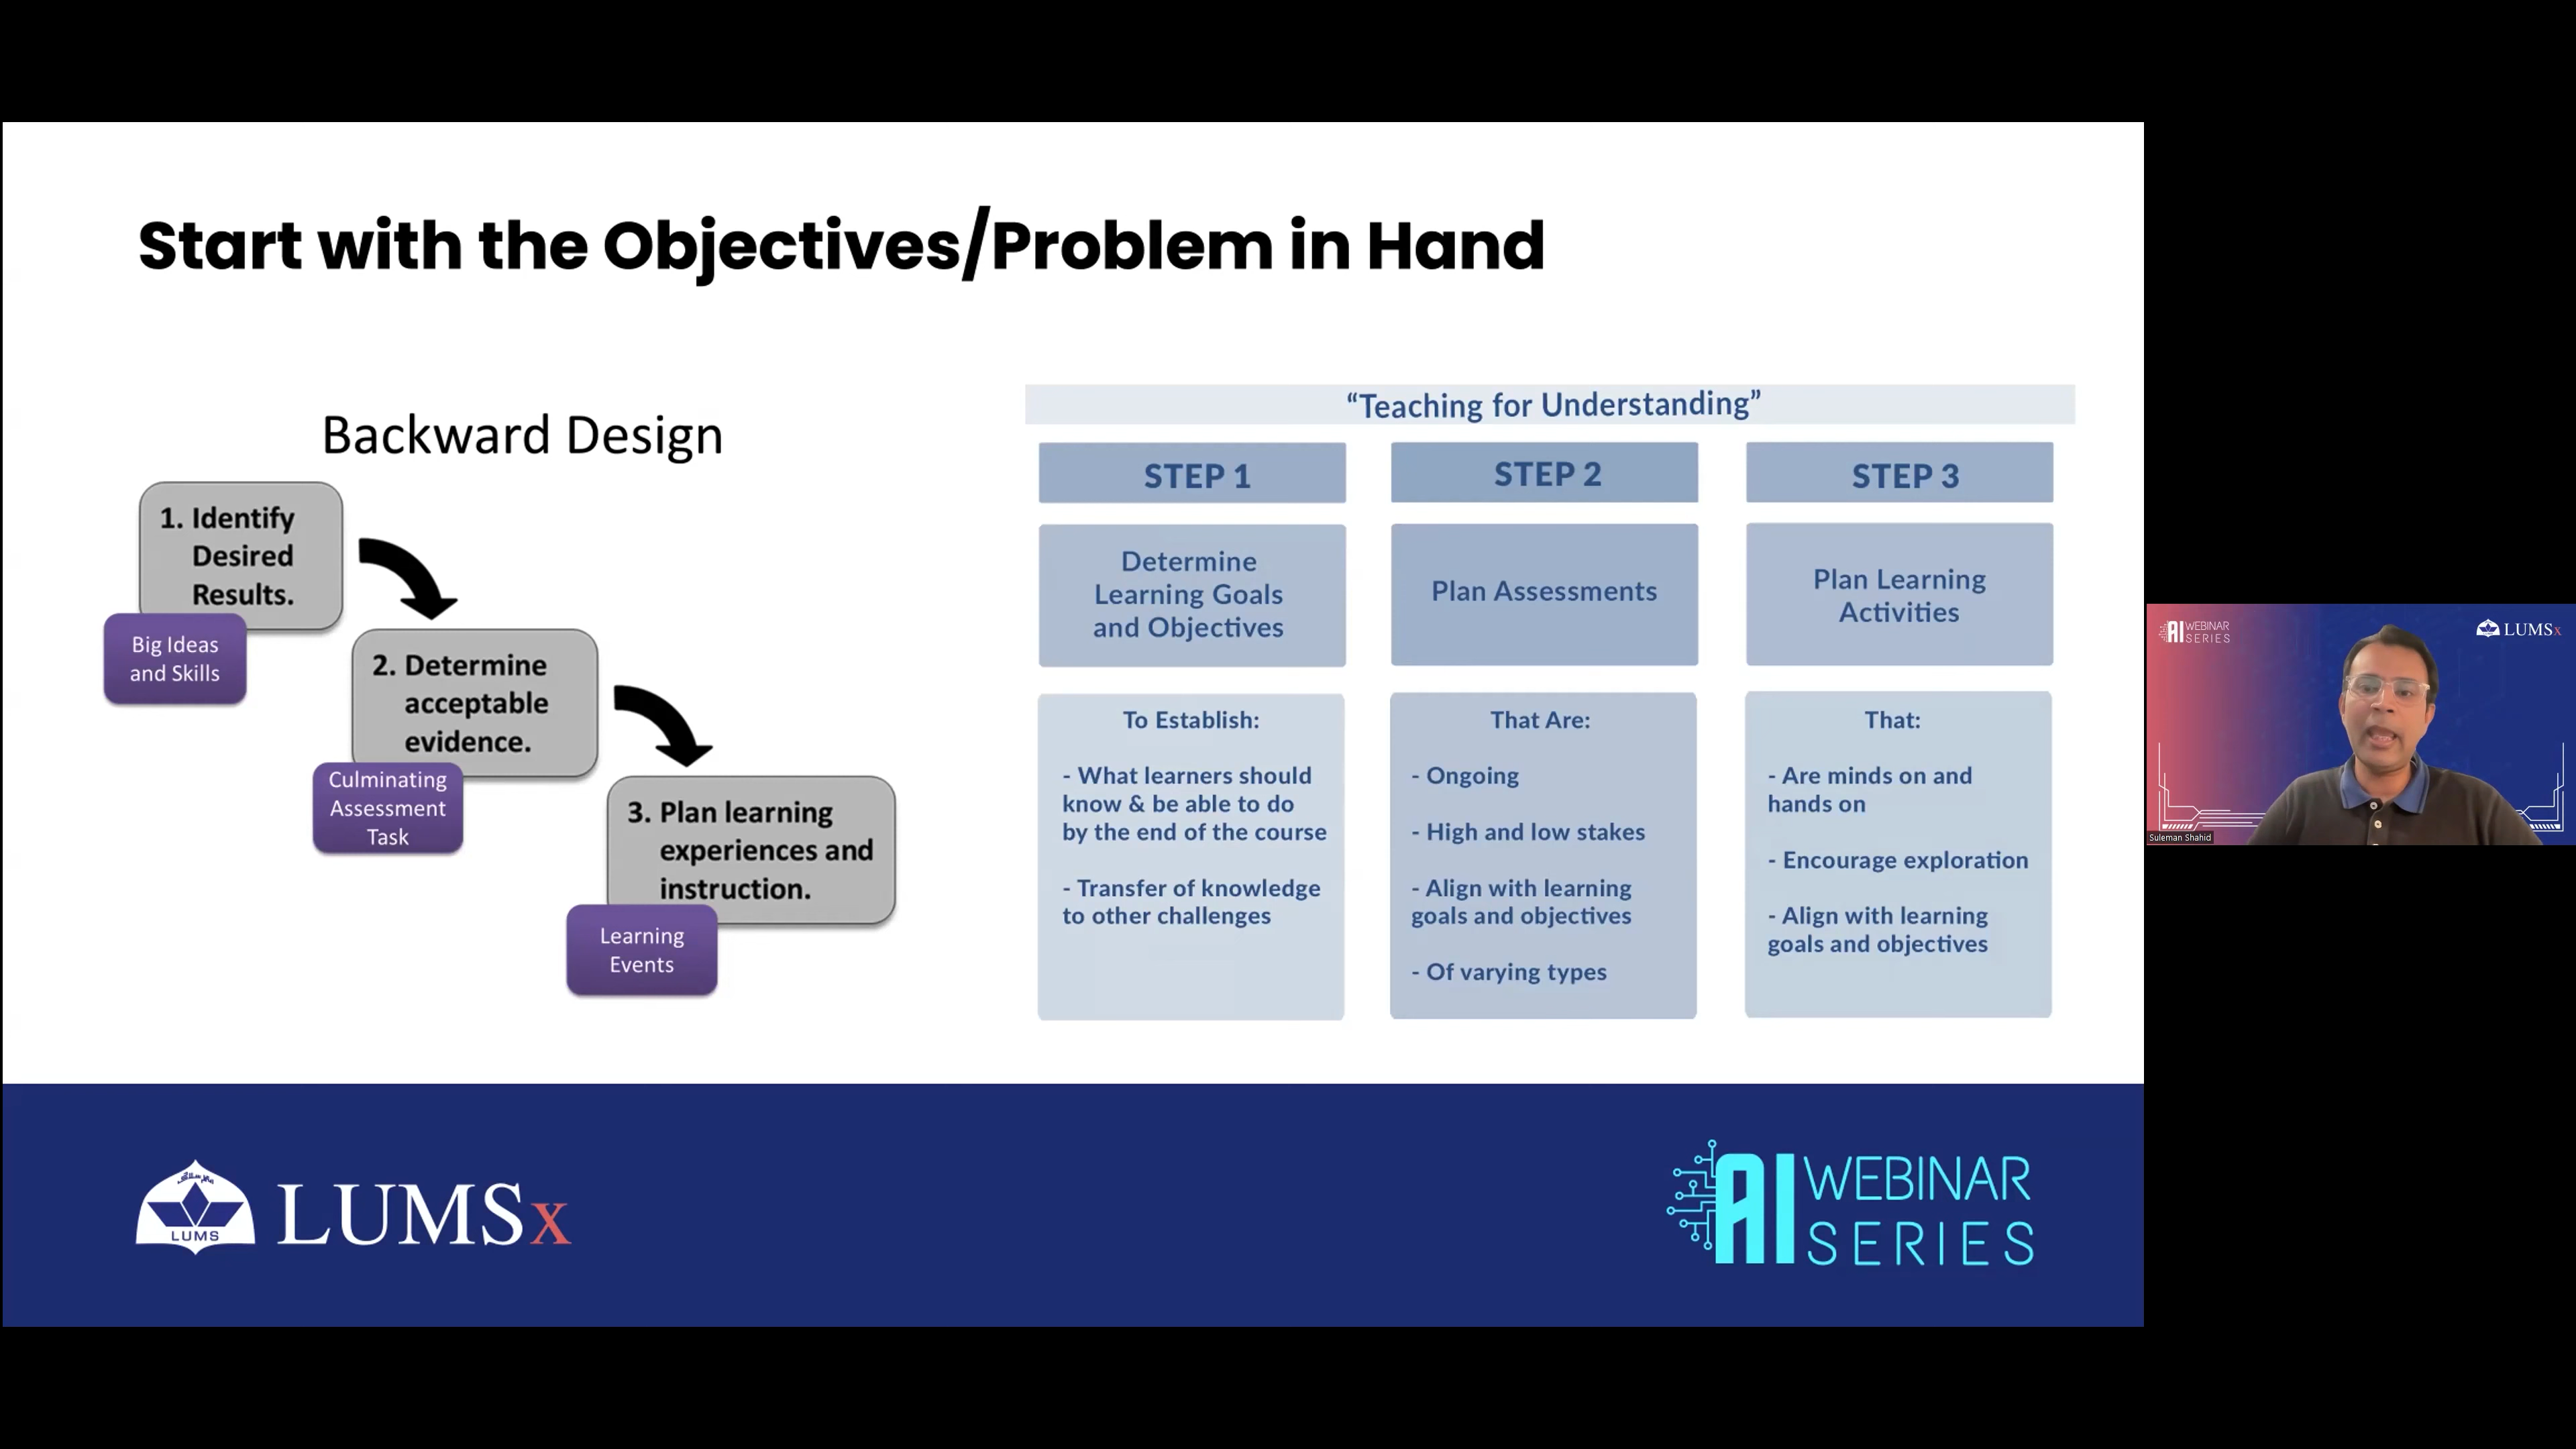 Start with the Objectives/Problem in Hand
Backward Design
1. Identify
Desired
Results.
Big Ideas
and Skills
2. Determine
acceptable
evidence.
Culminating
Assessment
Task
3. Plan learning
experiences and
instruction.
Learning
Events
“Teaching for Understanding”
STEP 1
Determine
Learning Goals
and Objectives
To Establish:
- What learners should
know & be able to do
by the end of the course
- Transfer of knowledge
to other challenges
STEP 2
Plan Assessments
That Are:
- Ongoing
- High and low stakes
- Align with learning
goals and objectives
- Of varying types
STEP 3
Plan Learning
Activities
That:
- Are minds on and
hands on
- Encourage exploration
- Align with learning
goals and objectives
AI WEBINAR
SERIES
LUMSx
Suleman Shahid
LUMS
LUMSx
AI WEBINAR
SERIES